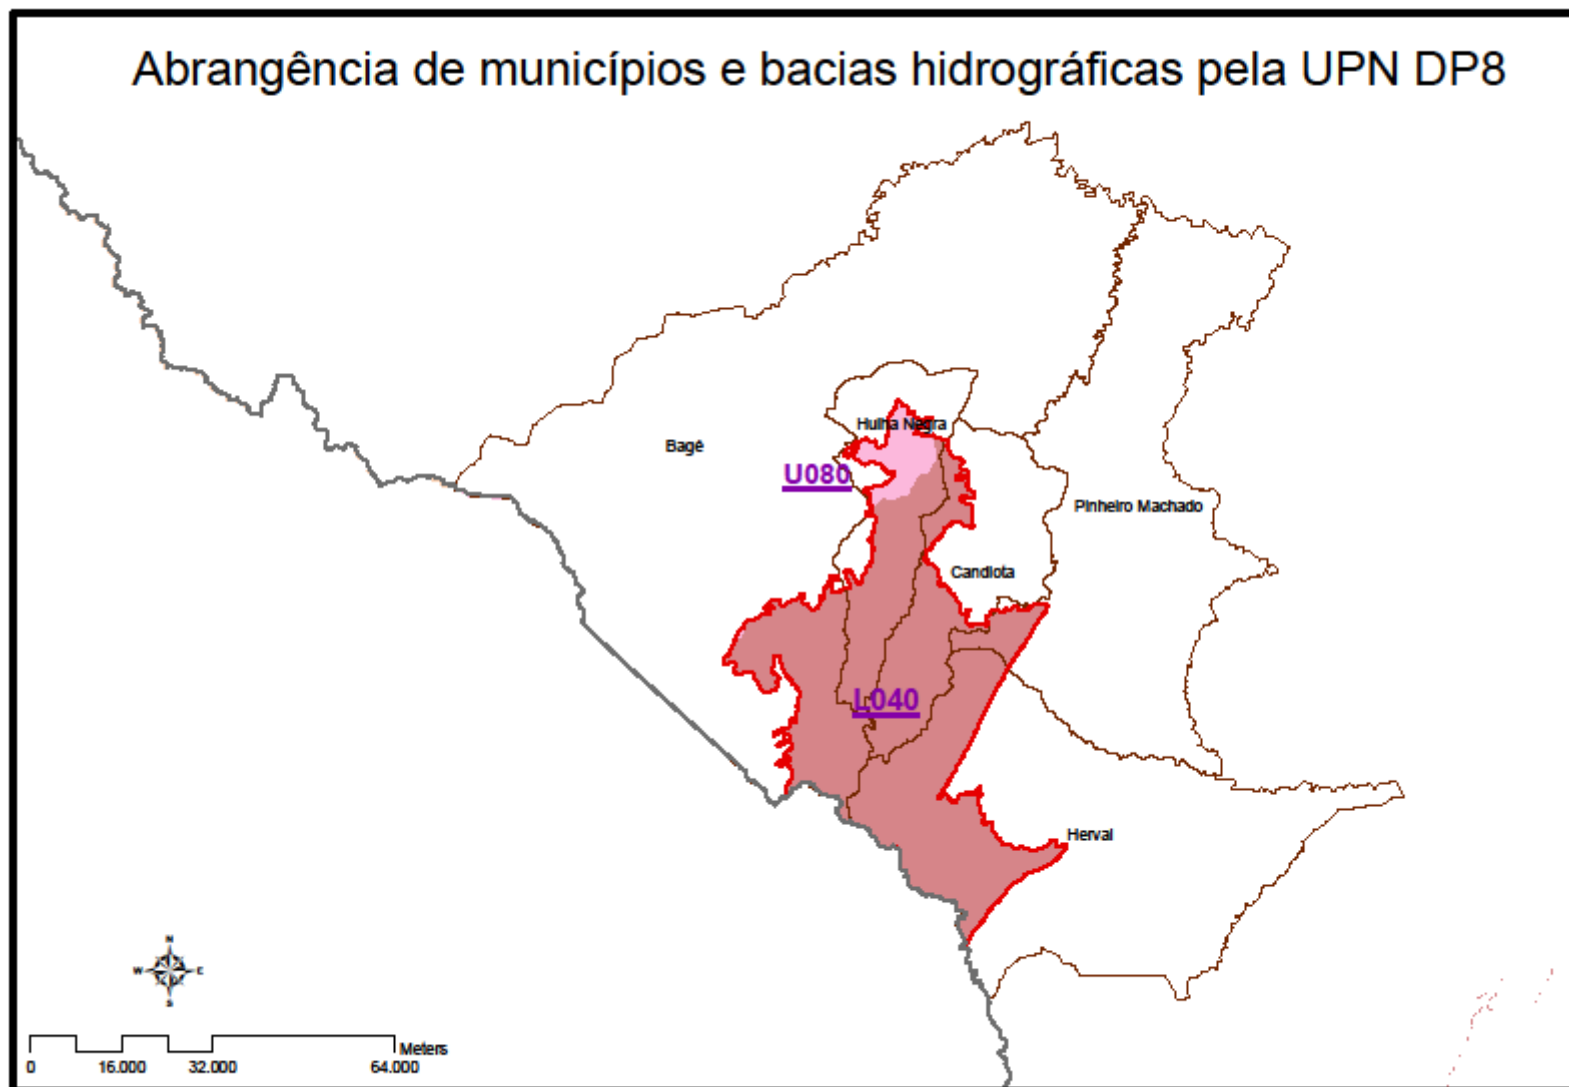 Abrangência de municípios e bacias hidrográficas pela UPN DP8
Hulha Negra
Bagé
U080
Pinheiro Machado
Candiota
L040
Herval
N
W E
S
Meters
0 16.000 32.000 64.000